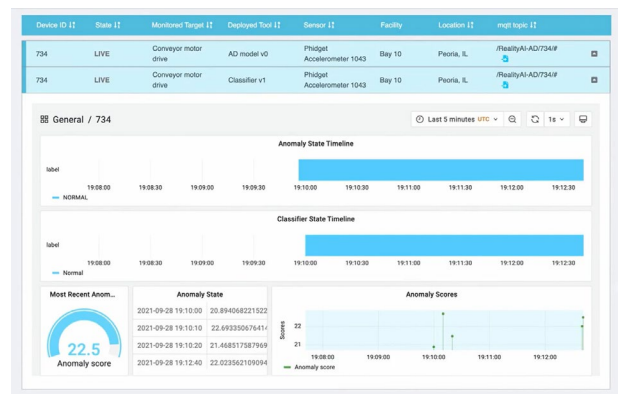 Device ID State Monitored Target Deployed Tool Sensor Facility Location mqtt topic
734 LIVE Conveyor motor drive AD model v0 Phidget Accelerometer 1043 Bay 10 Peoria, IL /RealityAI-AD/734/#
734 LIVE Conveyor motor drive Classifier v1 Phidget Accelerometer 1043 Bay 10 Peoria, IL /RealityAI-AD/734/#
General / 734 Last 5 minutes UTC 1s
Anomaly State Timeline
label
19:08:00 19:08:30 19:09:00 19:09:30 19:10:00 19:10:30 19:11:00 19:11:30 19:12:00 19:12:30
NORMAL
Classifier State Timeline
label
19:08:00 19:08:30 19:09:00 19:09:30 19:10:00 19:10:30 19:11:00 19:11:30 19:12:00 19:12:30
Normal
Most Recent Anom...
22.5
Anomaly score
Anomaly State
2021-09-28 19:10:00 20.894068221522
2021-09-28 19:10:10 22.69335067641
2021-09-28 19:10:20 21.468517587969
2021-09-28 19:12:40 22.023562109094
Anomaly Scores
Scores
22
21
19:08:00 19:09:00 19:10:00 19:11:00 19:12:00
Anomaly score